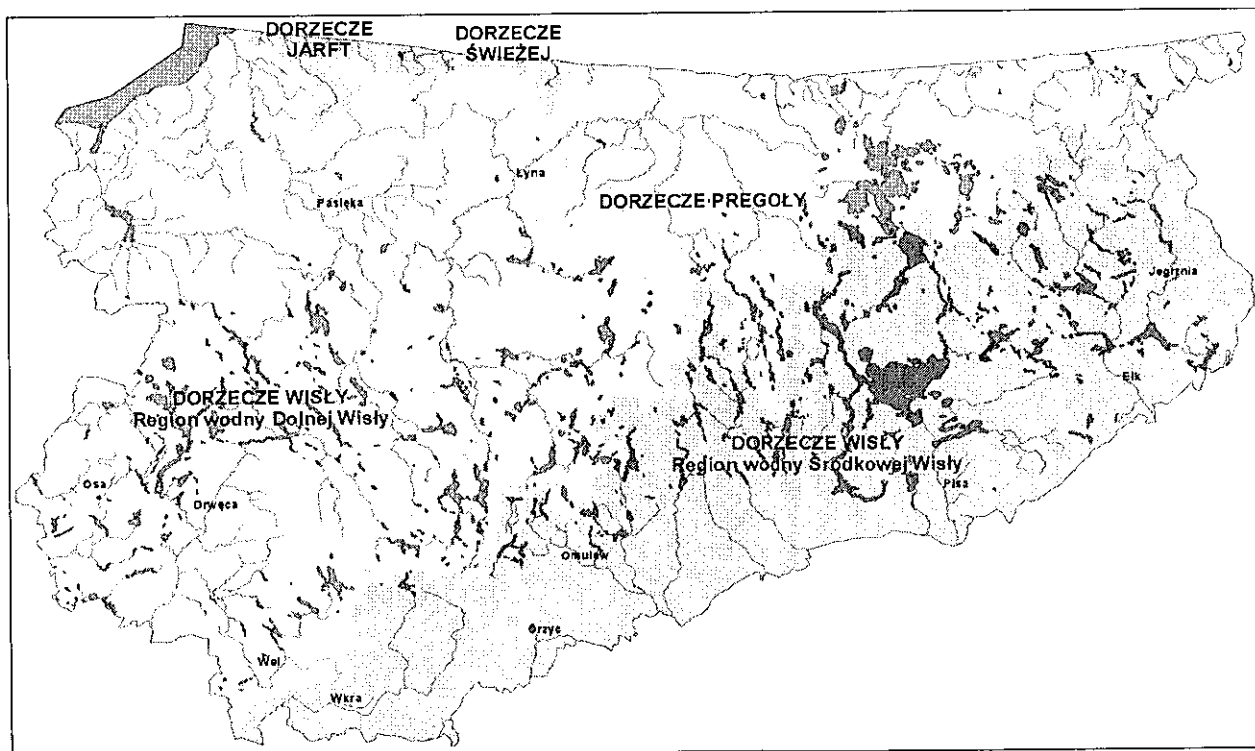 DORZECZE
JARFT
DORZECZE
ŚWIEŻEJ
Łyna
Pasłęka
DORZECZE PREGOŁY
Jegrznia
Ełk
DORZECZE WISŁY
Region wodny Dolnej Wisły
DORZECZE WISŁY
Region wodny Środkowej Wisły
Osa
Pisa
Drwęca
Omulew
Orzyc
Wel
Wkra